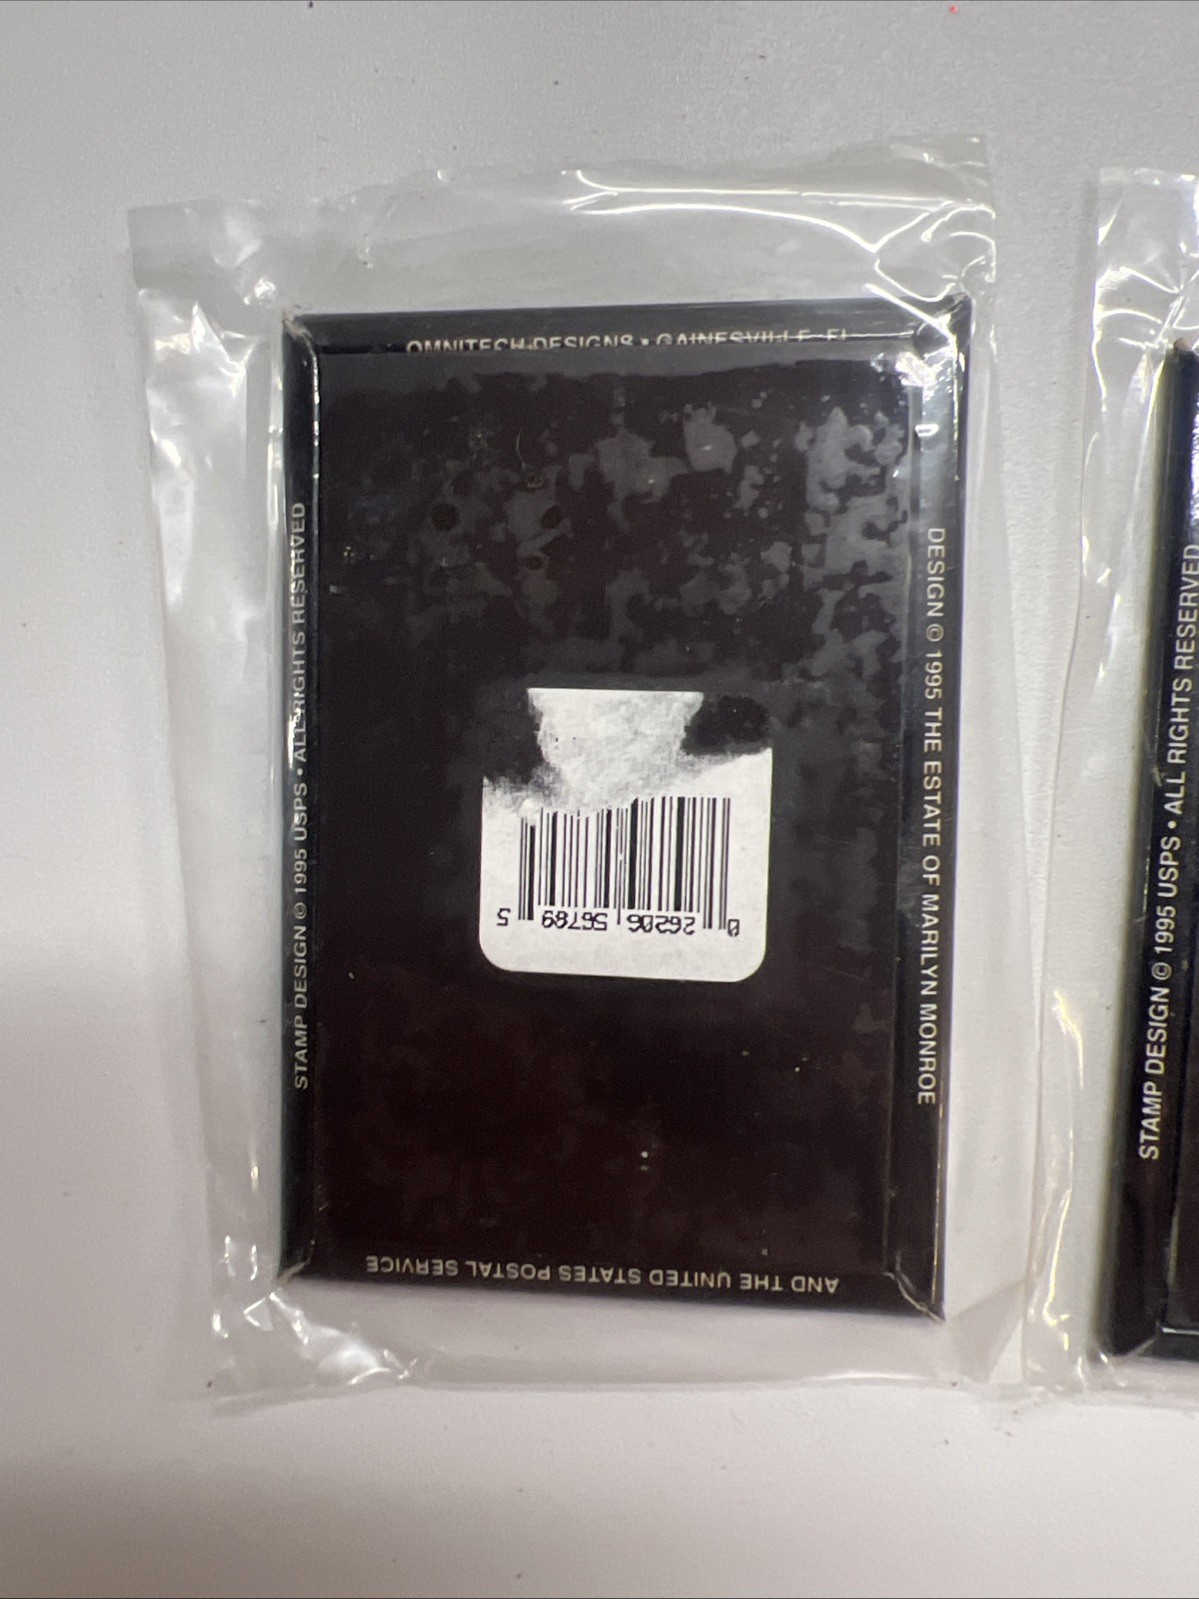 OMNITECH DESIGNS • GAINESVILLE, FL
STAMP DESIGN © 1995 USPS • ALL RIGHTS RESERVED
DESIGN © 1995 THE ESTATE OF MARILYN MONROE
AND THE UNITED STATES POSTAL SERVICE
0 26206 56789 5
STAMP DESIGN © 1995 USPS • ALL RIGHTS RESERVED